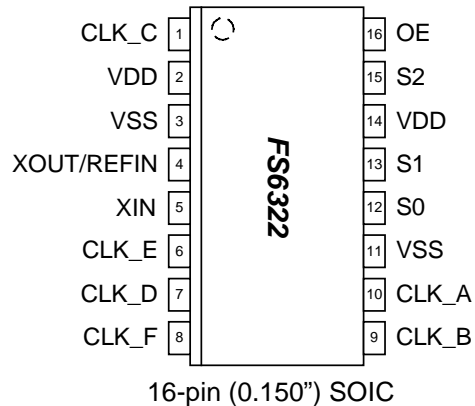 CLK_C 1 16 OE
VDD 2 15 S2
VSS 3 14 VDD
XOUT/REFIN 4 13 S1
XIN 5 12 S0
CLK_E 6 11 VSS
CLK_D 7 10 CLK_A
CLK_F 8 9 CLK_B
FS6322
16-pin (0.150”) SOIC